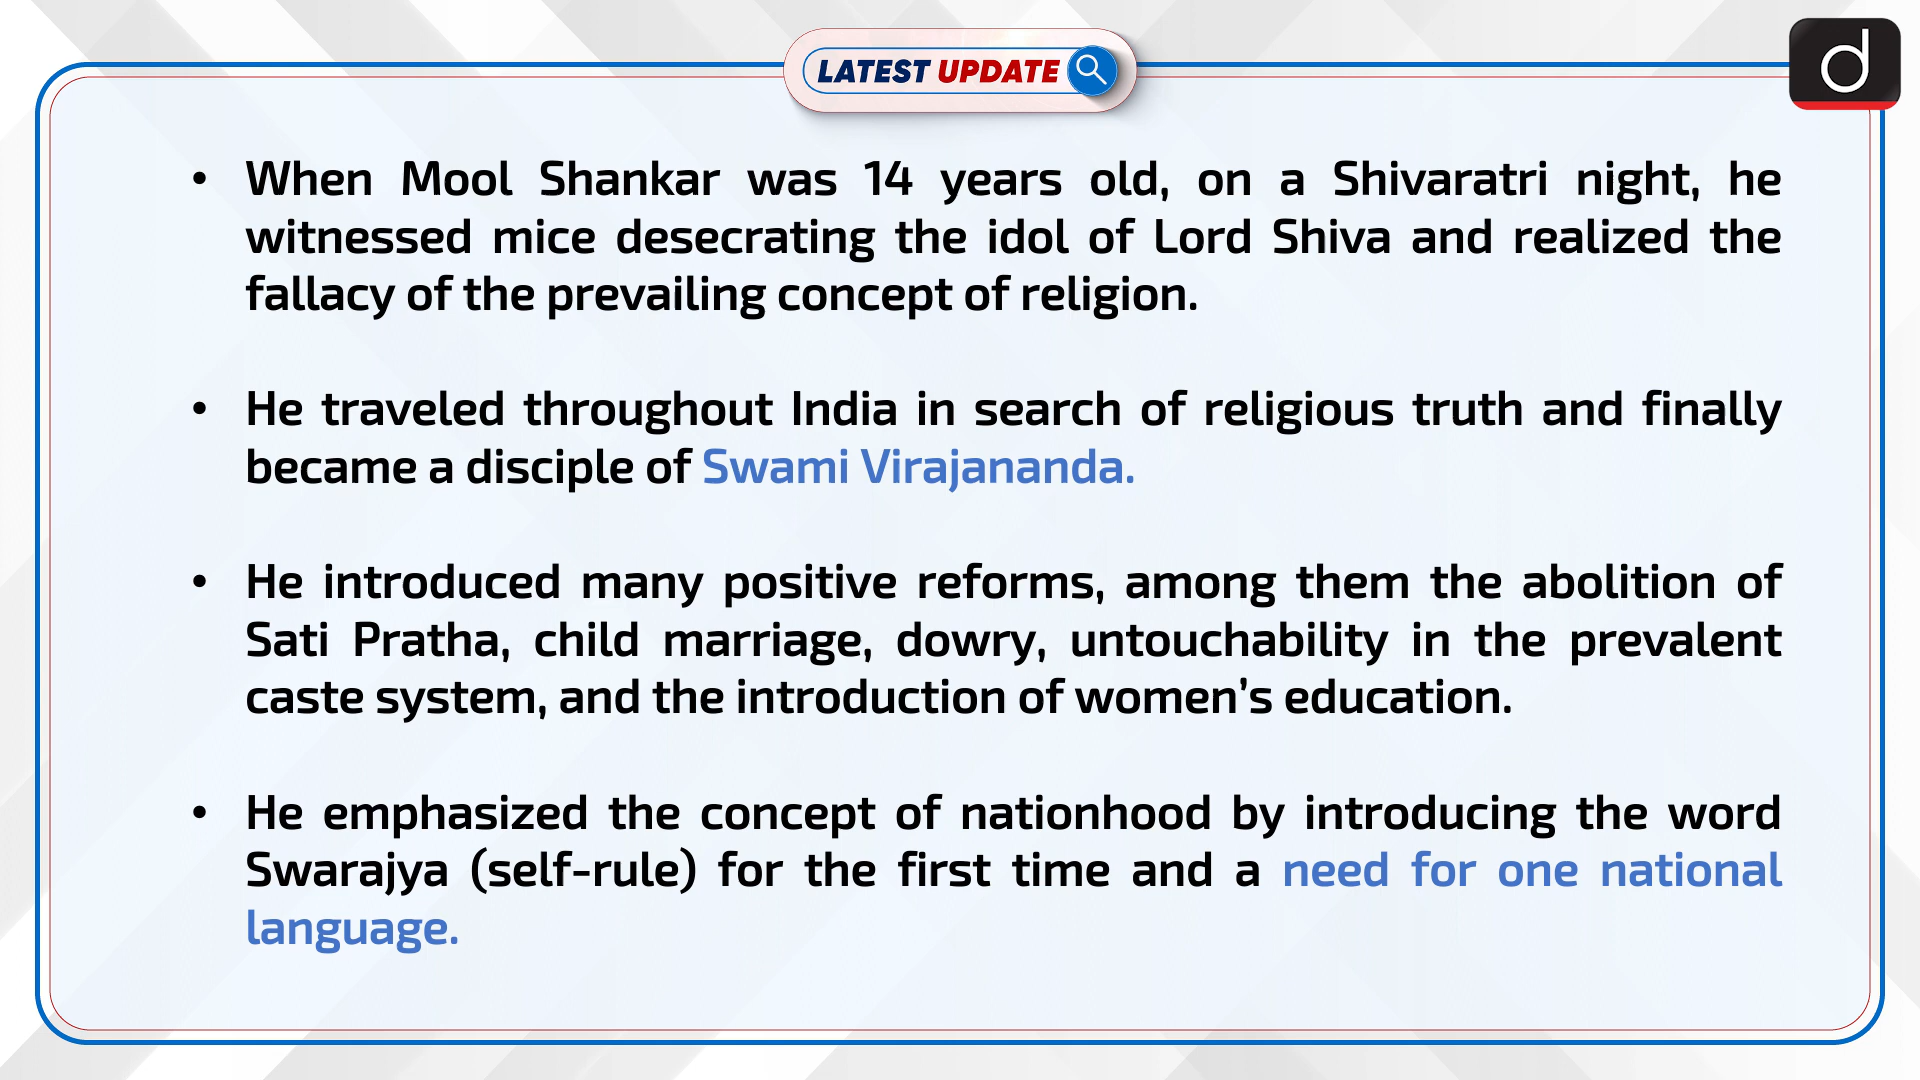 LATEST UPDATE
d
• When Mool Shankar was 14 years old, on a Shivaratri night, he
witnessed mice desecrating the idol of Lord Shiva and realized the
fallacy of the prevailing concept of religion.
• He traveled throughout India in search of religious truth and finally
became a disciple of Swami Virajananda.
• He introduced many positive reforms, among them the abolition of
Sati Pratha, child marriage, dowry, untouchability in the prevalent
caste system, and the introduction of women’s education.
• He emphasized the concept of nationhood by introducing the word
Swarajya (self-rule) for the first time and a need for one national
language.